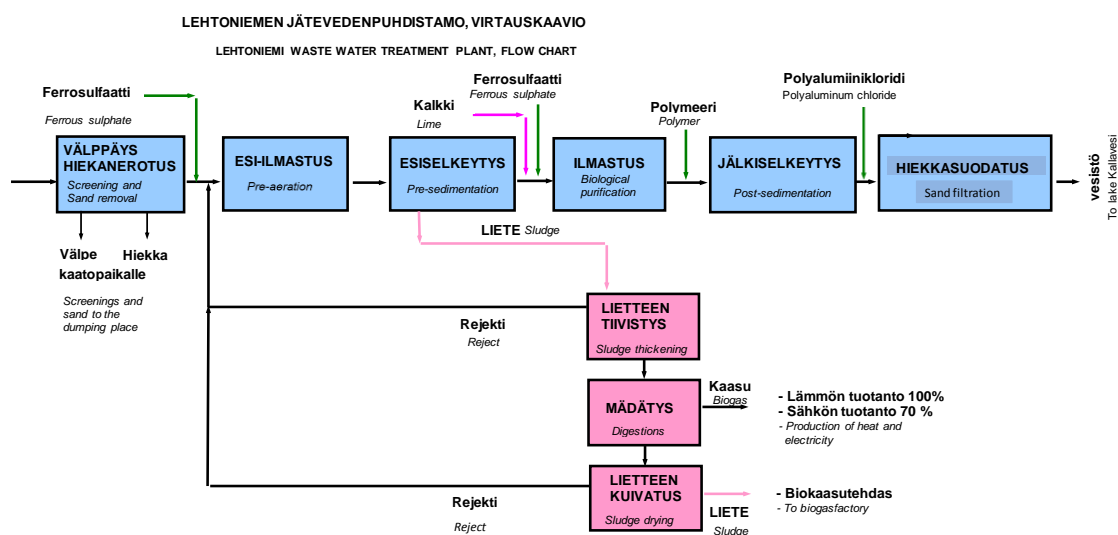 LEHTONIEMEN JÄTEVEDENPUHDISTAMO, VIRTAUSKAAVIO
LEHTONIEMI WASTE WATER TREATMENT PLANT, FLOW CHART
Ferrosulfaatti
Ferrous sulphate
Kalkki
Lime
Ferrosulfaatti
Ferrous sulphate
Polymeeri
Polymer
Polyalumiinikloridi
Polyaluminum chloride
VÄLPPÄYS
HIEKANEROTUS
Screening and
Sand removal
ESI-ILMASTUS
Pre-aeration
ESISELKEYTYS
Pre-sedimentation
ILMASTUS
Biological
purification
JÄLKISELKEYTYS
Post-sedimentation
HIEKKASUODATUS
Sand filtration
vesistö
To lake Kallavesi
Välpe
kaatopaikalle
Hiekka
Screenings and
sand to the
dumping place
LIETE Sludge
LIETTEEN
TIIVISTYS
Sludge thickening
Rejekti
Reject
MÄDÄTYS
Digestions
Kaasu
Biogas
- Lämmön tuotanto 100%
- Sähkön tuotanto 70 %
- Production of heat and
electricity
LIETTEEN
KUIVATUS
Sludge drying
Rejekti
Reject
LIETE
Sludge
- Biokaasutehdas
- To biogasfactory